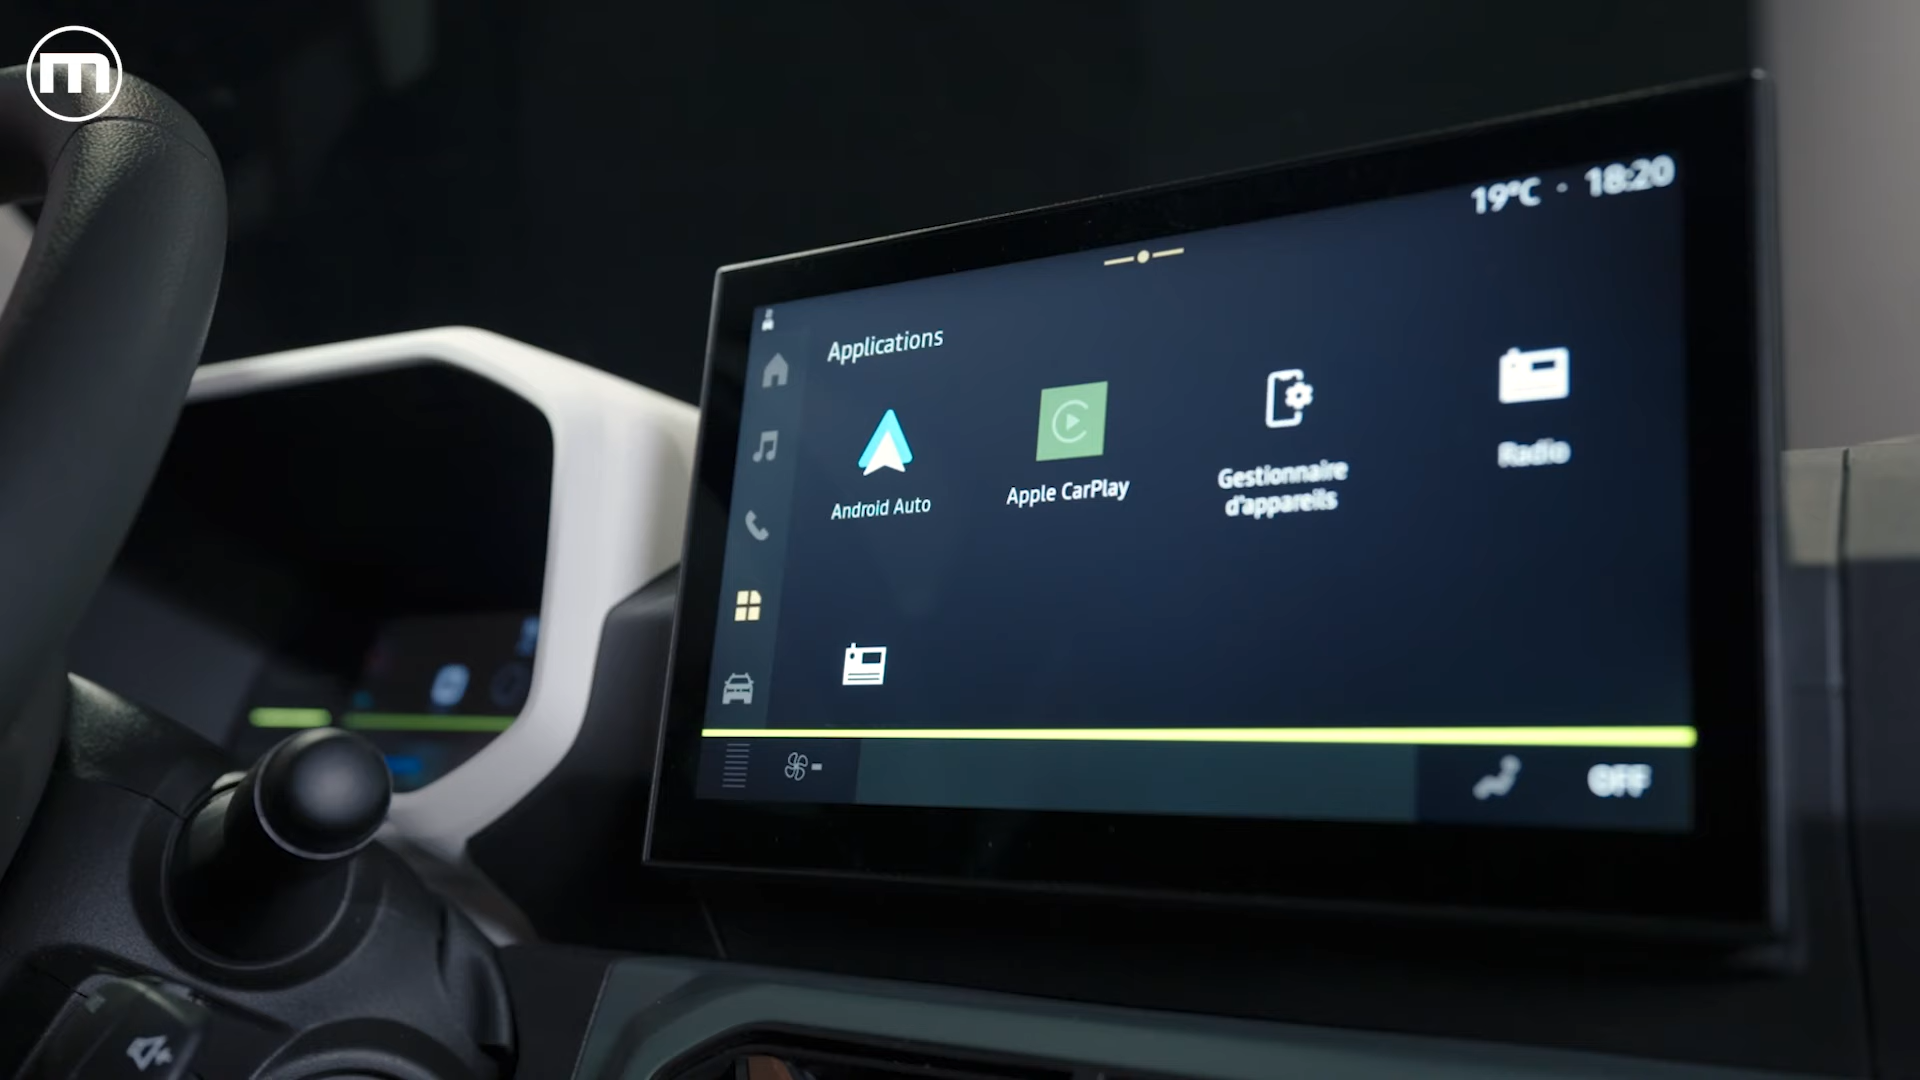 m
19°C · 18:20
Applications
Android Auto
Apple CarPlay
Gestionnaire
d'appareils
Radio
OFF